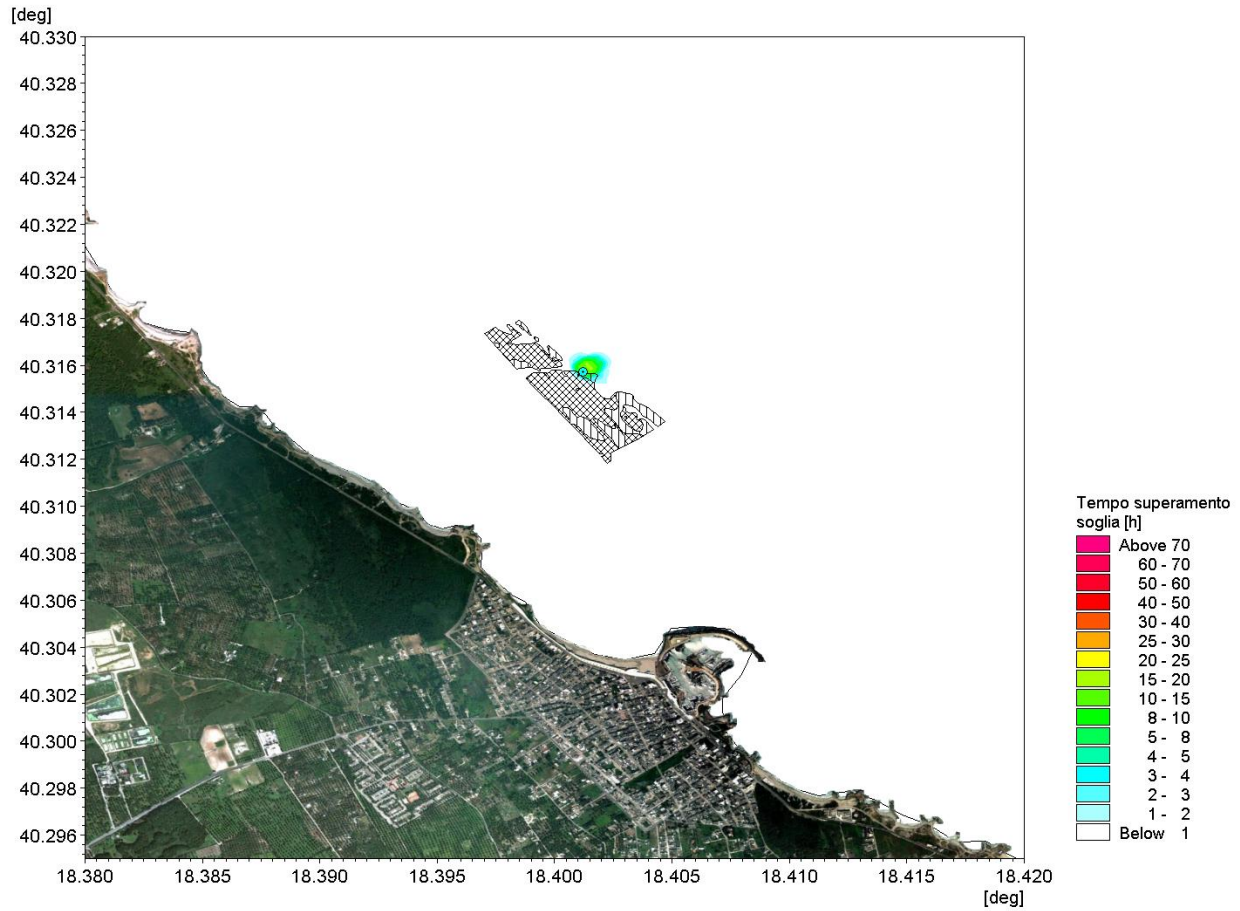 [deg]
40.330
40.328
40.326
40.324
40.322
40.320
40.318
40.316
40.314
40.312
40.310
40.308
40.306
40.304
40.302
40.300
40.298
40.296
18.380 18.385 18.390 18.395 18.400 18.405 18.410 18.415 18.420
[deg]
Tempo superamento
soglia [h]
Above 70
60 - 70
50 - 60
40 - 50
30 - 40
25 - 30
20 - 25
15 - 20
10 - 15
8 - 10
5 - 8
4 - 5
3 - 4
2 - 3
1 - 2
Below 1